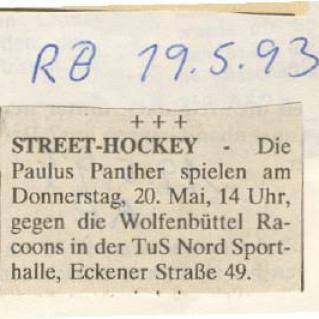 RB 19.5.93
+ + +
STREET-HOCKEY - Die
Paulus Panther spielen am
Donnerstag, 20. Mai, 14 Uhr,
gegen die Wolfenbüttel Ra-
coons in der TuS Nord Sport-
halle, Eckener Straße 49.